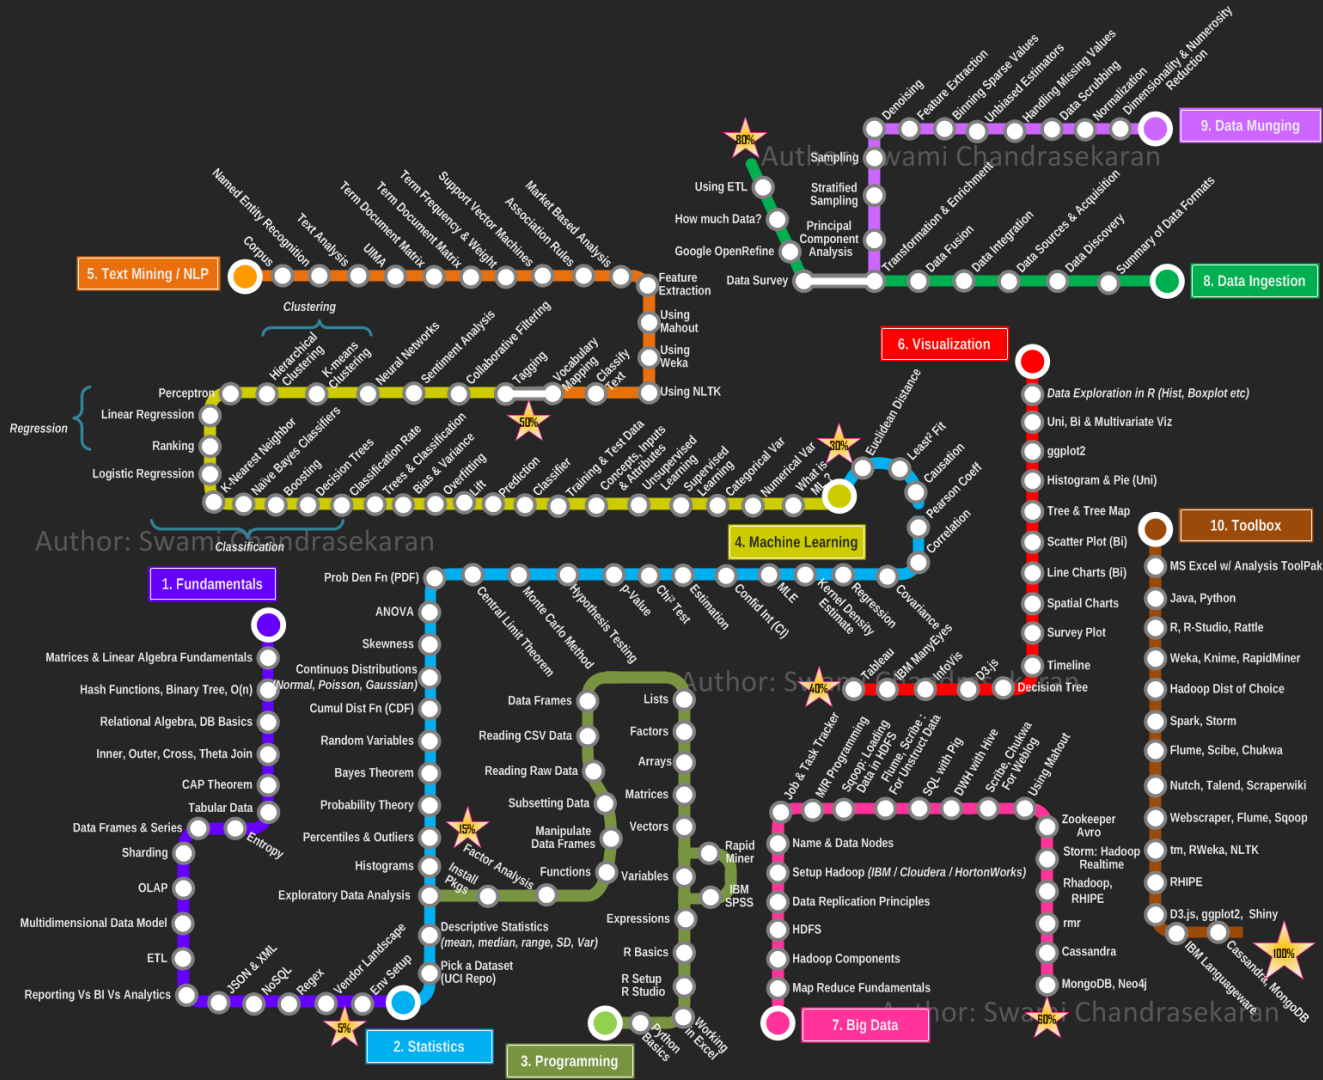 Dimensionality & Numerosity
Reduction
Normalization
Data Scrubbing
Handling Missing Values
Unbiased Estimators
Binning Sparse Values
Feature Extraction
Denoising
9. Data Munging
80%
Author: Swami Chandrasekaran
Sampling
Stratified
Sampling
Principal
Component
Analysis
Using ETL
How much Data?
Google OpenRefine
Data Survey
Transformation & Enrichment
Data Fusion
Data Integration
Data Sources & Acquisition
Data Discovery
Summary of Data Formats
8. Data Ingestion
5. Text Mining / NLP
Corpus
Named Entity Recognition
Text Analysis
UIMA
Term Document Matrix
Term Document Matrix
Term Frequency & Weight
Support Vector Machines
Association Rules
Market Based Analysis
Feature
Extraction
Using
Mahout
Using
Weka
Using NLTK
Classify
Text
Vocabulary
Mapping
Tagging
50%
Collaborative Filtering
Sentiment Analysis
Neural Networks
K-means
Clustering
Hierarchical
Clustering
Clustering
Perceptron
Linear Regression
Regression
Ranking
Logistic Regression
K-Nearest Neighbor
Naïve Bayes Classifiers
Boosting
Decision Trees
Classification Rate
Trees & Classification
Bias & Variance
Overfitting
Lift
Prediction
Classifier
Training & Test Data
Concepts, Inputs
& Attributes
Unsupervised
Learning
Supervised
Learning
Categorical Var
Numerical Var
What is
ML ?
Classification
Author: Swami Chandrasekaran
4. Machine Learning
30%
Euclidean Distance
Least² Fit
Causation
Pearson Coeff
Correlation
Covariance
Regression
Kernel Density
Estimate
MLE
Confid Int (CI)
Estimation
Chi² Test
p-Value
Hypothesis Testing
Monte Carlo Method
Central Limit Theorem
Prob Den Fn (PDF)
ANOVA
Skewness
Continuos Distributions
(Normal, Poisson, Gaussian)
Cumul Dist Fn (CDF)
Random Variables
Bayes Theorem
Probability Theory
Percentiles & Outliers
Histograms
Exploratory Data Analysis
Descriptive Statistics
(mean, median, range, SD, Var)
Pick a Dataset
(UCI Repo)
2. Statistics
1. Fundamentals
Matrices & Linear Algebra Fundamentals
Hash Functions, Binary Tree, O(n)
Relational Algebra, DB Basics
Inner, Outer, Cross, Theta Join
CAP Theorem
Tabular Data
Entropy
Data Frames & Series
Sharding
OLAP
Multidimensional Data Model
ETL
Reporting Vs BI Vs Analytics
JSON & XML
NoSQL
Regex
Vendor Landscape
Env Setup
5%
15%
Install
Pkgs
Factor Analysis
Functions
Manipulate
Data Frames
Subsetting Data
Reading Raw Data
Reading CSV Data
Data Frames
Lists
Factors
Arrays
Matrices
Vectors
Variables
Rapid
Miner
IBM
SPSS
Expressions
R Basics
R Setup
R Studio
Working
in Excel
Python
Basics
3. Programming
6. Visualization
Data Exploration in R (Hist, Boxplot etc)
Uni, Bi & Multivariate Viz
ggplot2
Histogram & Pie (Uni)
Tree & Tree Map
Scatter Plot (Bi)
Line Charts (Bi)
Spatial Charts
Survey Plot
Timeline
Decision Tree
D3.js
InfoVis
IBM ManyEyes
Tableau
40%
Author: Swami Chandrasekaran
7. Big Data
Map Reduce Fundamentals
Hadoop Components
HDFS
Data Replication Principles
Setup Hadoop (IBM / Cloudera / HortonWorks)
Name & Data Nodes
Job & Task Tracker
M/R Programming
Sqoop: Loading
Data in HDFS
Flume, Scribe :
For Unstruct Data
SQL with Pig
DWH with Hive
Scribe, Chukwa
For Weblog
Using Mahout
Zookeeper
Avro
Storm: Hadoop
Realtime
Rhadoop,
RHIPE
rmr
Cassandra
MongoDB, Neo4j
60%
Author: Swami Chandrasekaran
10. Toolbox
MS Excel w/ Analysis ToolPak
Java, Python
R, R-Studio, Rattle
Weka, Knime, RapidMiner
Hadoop Dist of Choice
Spark, Storm
Flume, Scibe, Chukwa
Nutch, Talend, Scraperwiki
Webscraper, Flume, Sqoop
tm, RWeka, NLTK
RHIPE
D3.js, ggplot2, Shiny
IBM Languageware
Cassandra, MongoDB
100%